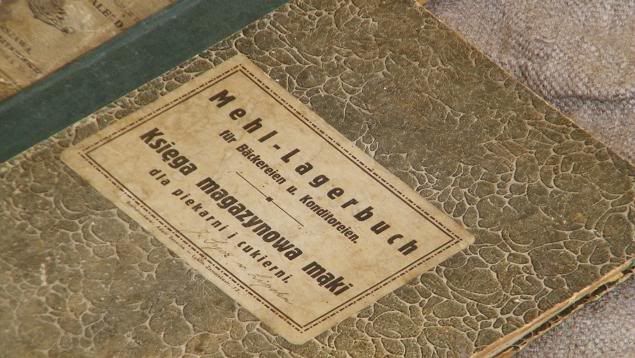 Mehl-Lagerbuch
für Bäckereien u. Konditoreien.
Księga magazynowa mąki
dla piekarni i cukierni.